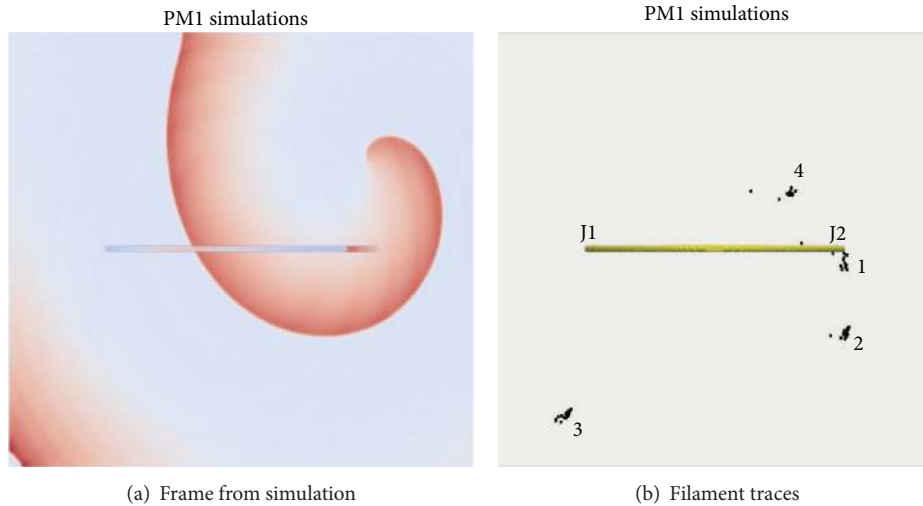 PM1 simulations
PM1 simulations
4
J1
J2
1
2
3
(a) Frame from simulation
(b) Filament traces